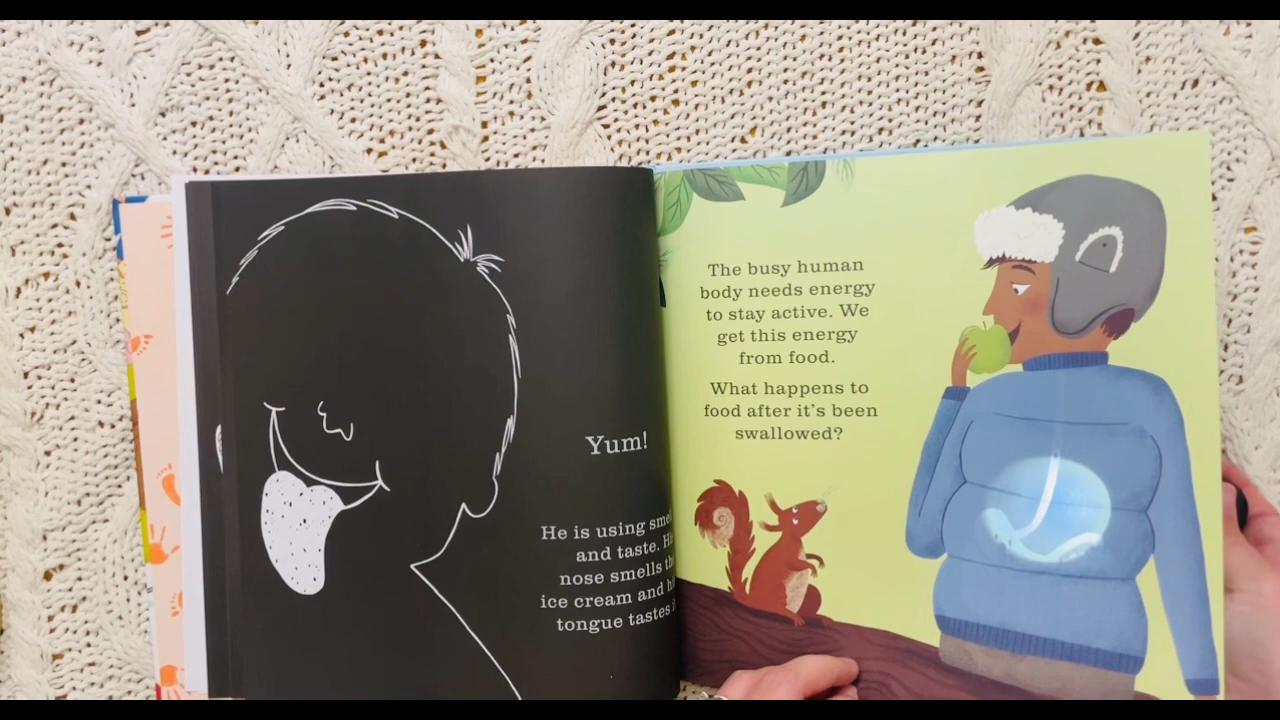 Yum!
He is using
and taste.
nose smells
ice cream and
tongue tastes
The busy human
body needs energy
to stay active. We
get this energy
from food.
What happens to
food after it's been
swallowed?